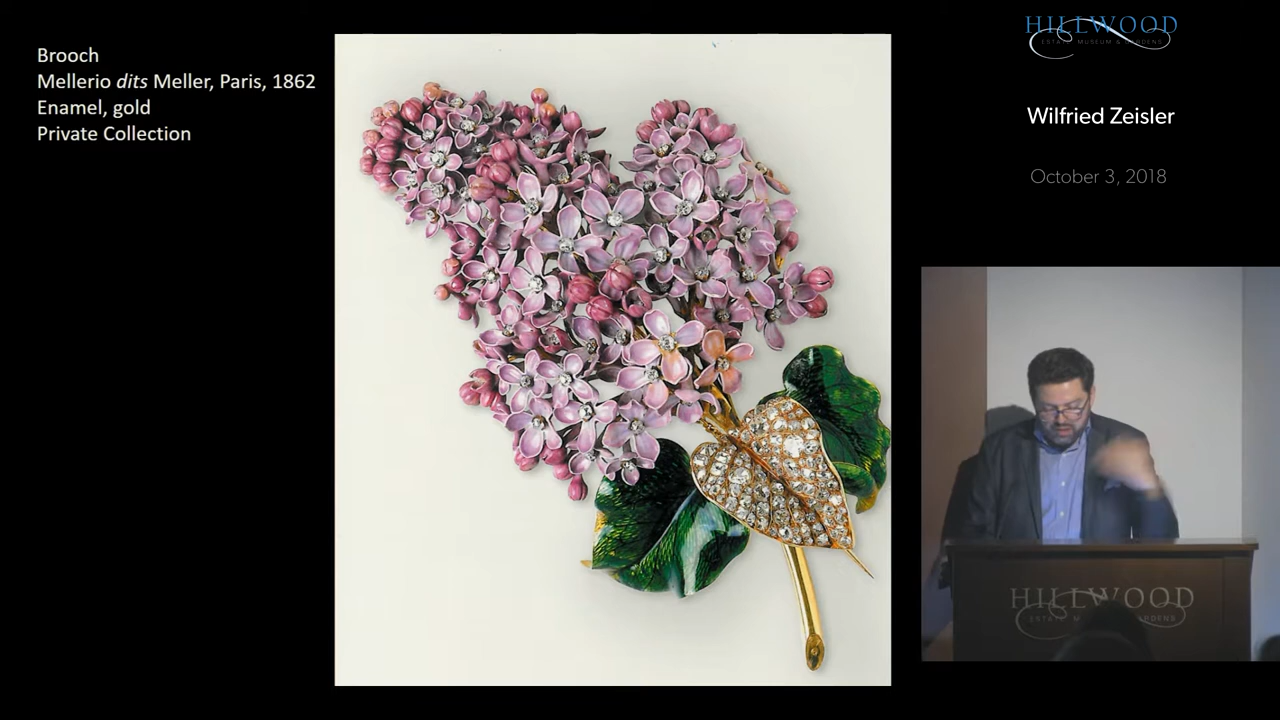 Brooch
Mellerio dits Meller, Paris, 1862
Enamel, gold
Private Collection
HILLWOOD
ESTATE MUSEUM & GARDENS
Wilfried Zeisler
October 3, 2018
HILLWOOD